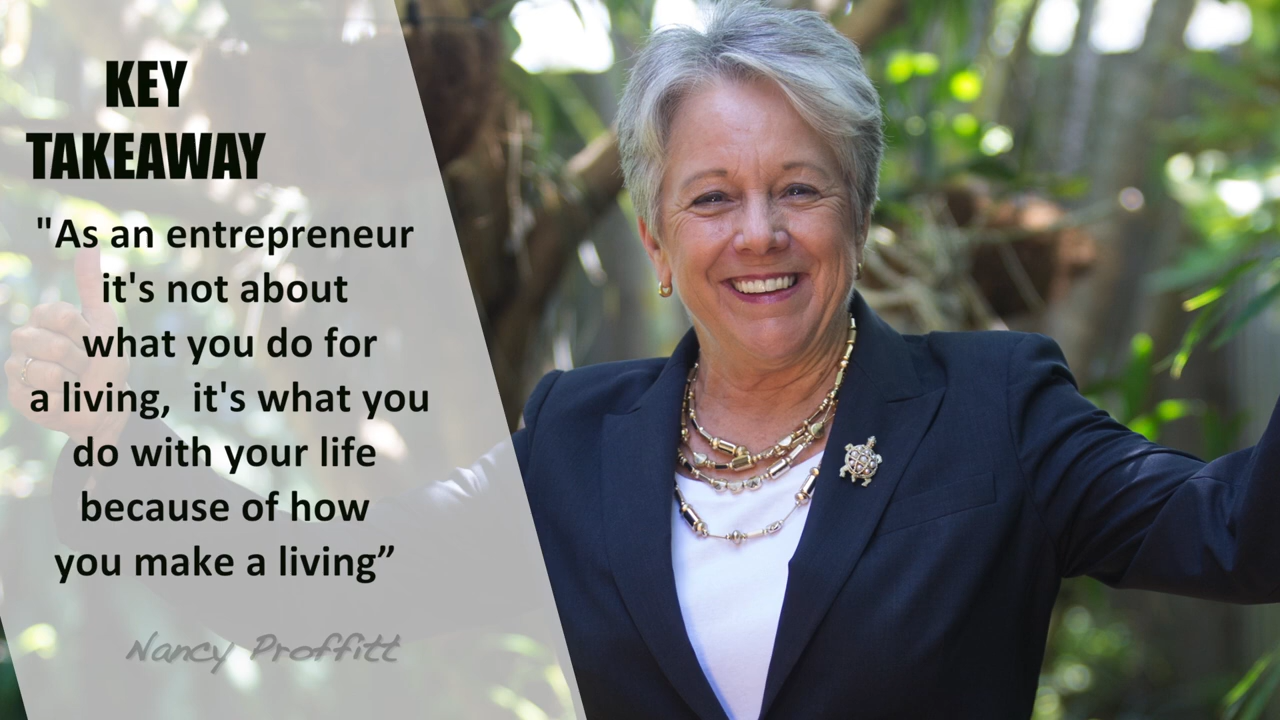 KEY
TAKEAWAY
"As an entrepreneur
it's not about
what you do for
a living,  it's what you
do with your life
because of how
you make a living”
Nancy Proffitt